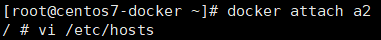 [root@centos7-docker ~]# docker attach a2
/ # vi /etc/hosts